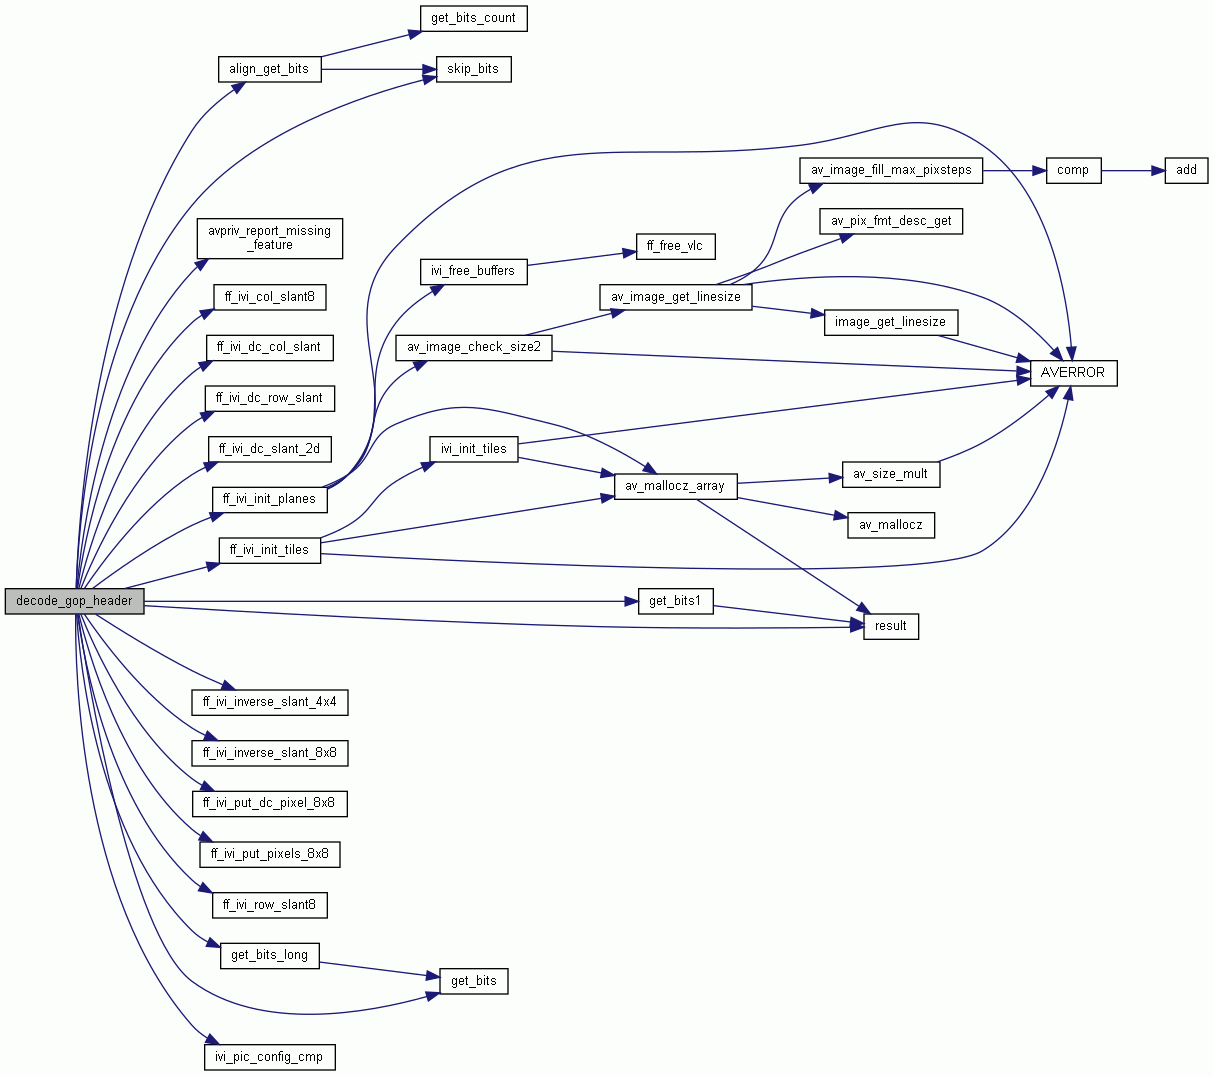 get_bits_count
align_get_bits
skip_bits
av_image_fill_max_pixsteps
comp
add
avpriv_report_missing
_feature
av_pix_fmt_desc_get
ff_free_vlc
ivi_free_buffers
ff_ivi_col_slant8
av_image_get_linesize
image_get_linesize
ff_ivi_dc_col_slant
av_image_check_size2
AVERROR
ff_ivi_dc_row_slant
ff_ivi_dc_slant_2d
ivi_init_tiles
av_size_mult
ff_ivi_init_planes
av_mallocz_array
av_mallocz
ff_ivi_init_tiles
decode_gop_header
get_bits1
result
ff_ivi_inverse_slant_4x4
ff_ivi_inverse_slant_8x8
ff_ivi_put_dc_pixel_8x8
ff_ivi_put_pixels_8x8
ff_ivi_row_slant8
get_bits_long
get_bits
ivi_pic_config_cmp